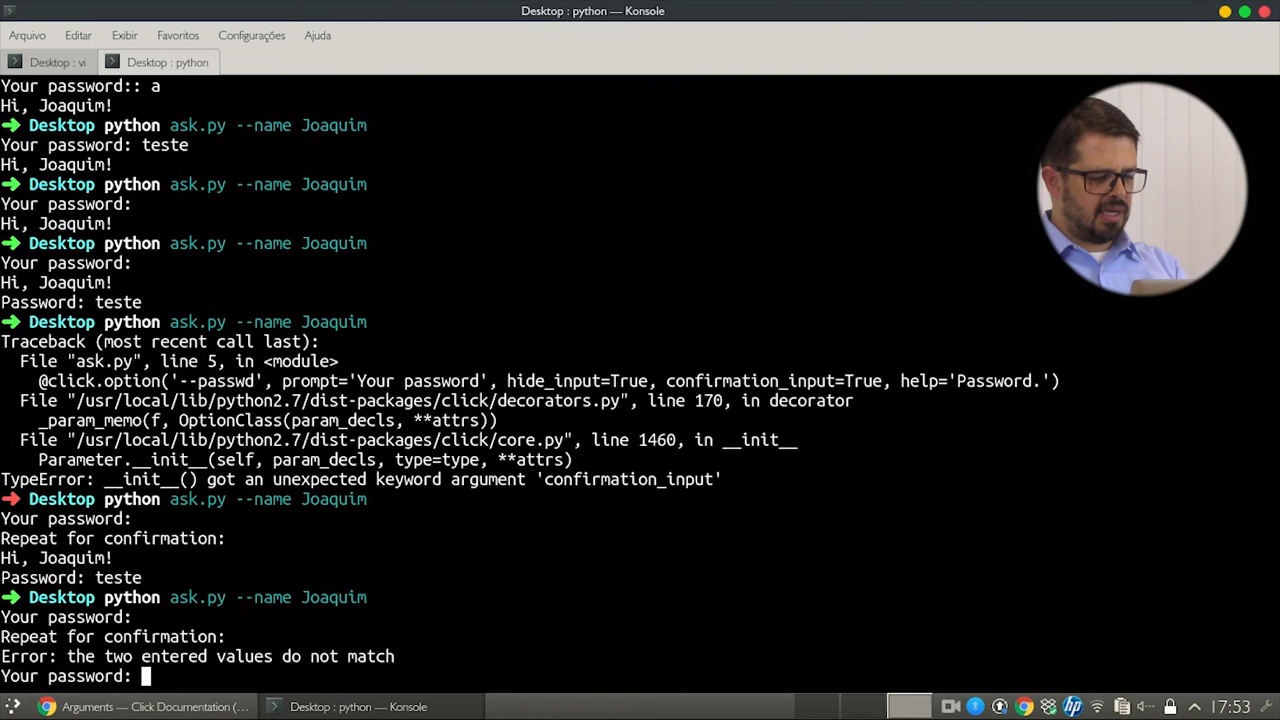 Desktop : python — Konsole
Arquivo Editar Exibir Favoritos Configurações Ajuda
Desktop : vi Desktop : python
Your password:: a
Hi, Joaquim!
➜ Desktop python ask.py --name Joaquim
Your password: teste
Hi, Joaquim!
➜ Desktop python ask.py --name Joaquim
Your password:
Hi, Joaquim!
➜ Desktop python ask.py --name Joaquim
Your password:
Hi, Joaquim!
Password: teste
➜ Desktop python ask.py --name Joaquim
Traceback (most recent call last):
File "ask.py", line 5, in <module>
@click.option('--passwd', prompt='Your password', hide_input=True, confirmation_input=True, help='Password.')
File "/usr/local/lib/python2.7/dist-packages/click/decorators.py", line 170, in decorator
_param_memo(f, OptionClass(param_decls, **attrs))
File "/usr/local/lib/python2.7/dist-packages/click/core.py", line 1460, in __init__
Parameter.__init__(self, param_decls, type=type, **attrs)
TypeError: __init__() got an unexpected keyword argument 'confirmation_input'
➜ Desktop python ask.py --name Joaquim
Your password:
Repeat for confirmation:
Hi, Joaquim!
Password: teste
➜ Desktop python ask.py --name Joaquim
Your password:
Repeat for confirmation:
Error: the two entered values do not match
Your password:
Arguments — Click Documentation (... Desktop : python — Konsole hp 17:53